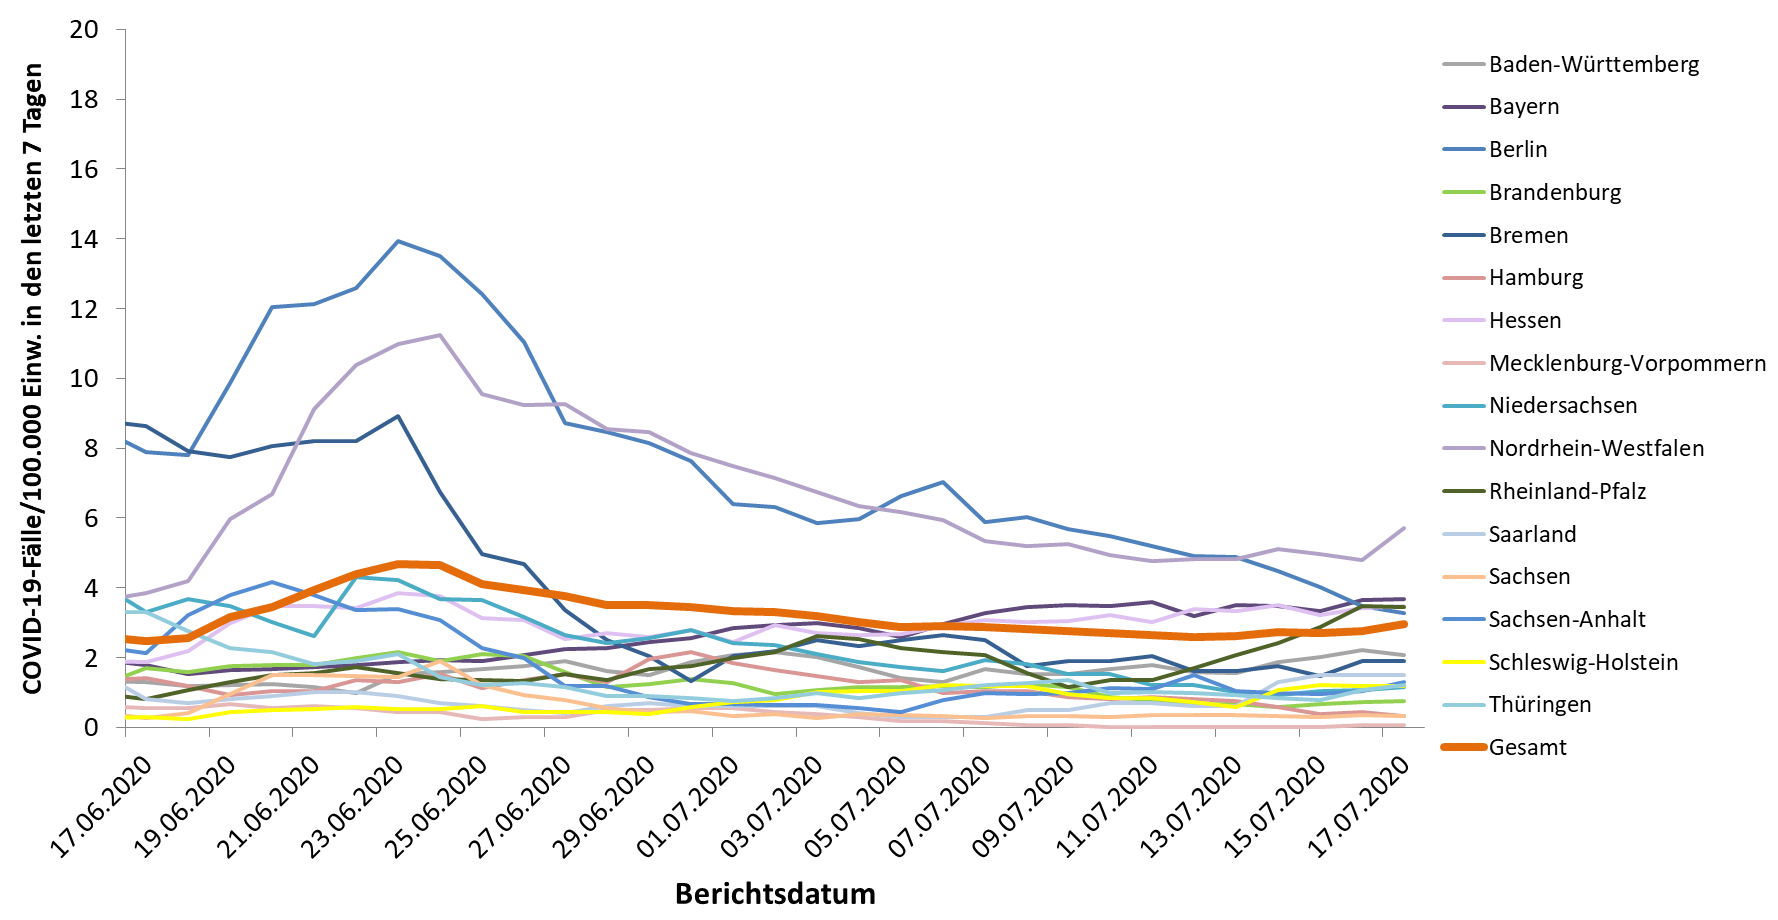 COVID-19-Fälle/100.000 Einw. in den letzten 7 Tagen
20
18
16
14
12
10
8
6
4
2
0
17.06.2020
19.06.2020
21.06.2020
23.06.2020
25.06.2020
27.06.2020
29.06.2020
01.07.2020
03.07.2020
05.07.2020
07.07.2020
09.07.2020
11.07.2020
13.07.2020
15.07.2020
17.07.2020
Berichtsdatum
Baden-Württemberg
Bayern
Berlin
Brandenburg
Bremen
Hamburg
Hessen
Mecklenburg-Vorpommern
Niedersachsen
Nordrhein-Westfalen
Rheinland-Pfalz
Saarland
Sachsen
Sachsen-Anhalt
Schleswig-Holstein
Thüringen
Gesamt